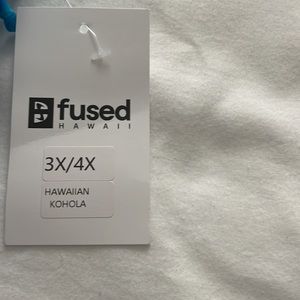 fused
HAWAII
3X/4X
HAWAIIAN
KOHOLA